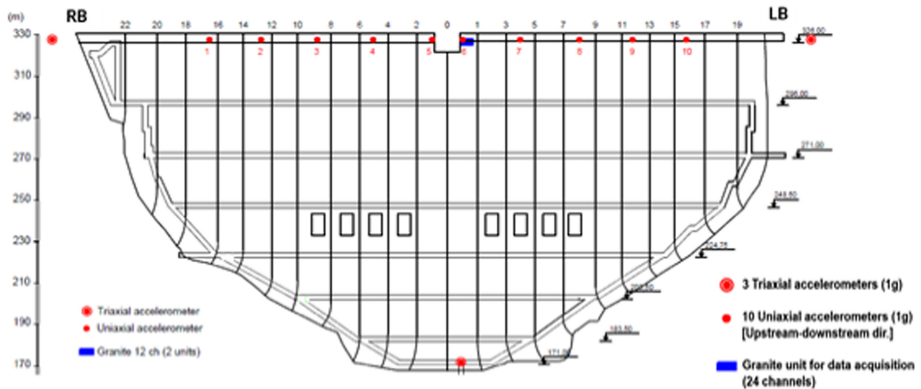 (m) RB LB
22 20 18 16 14 12 10 8 6 4 2 0 1 3 5 7 9 11 13 15 17 19
330
1 2 3 4 5 6 7 8 9 10
310
296.00
290
271.00
270
250
248.50
230
224.75
210
190
183.50
170
171.00
Triaxial accelerometer
Uniaxial accelerometer
Granite 12 ch (2 units)
3 Triaxial accelerometers (1g)
10 Uniaxial accelerometers (1g)
[Upstream-downstream dir.]
Granite unit for data acquisition
(24 channels)